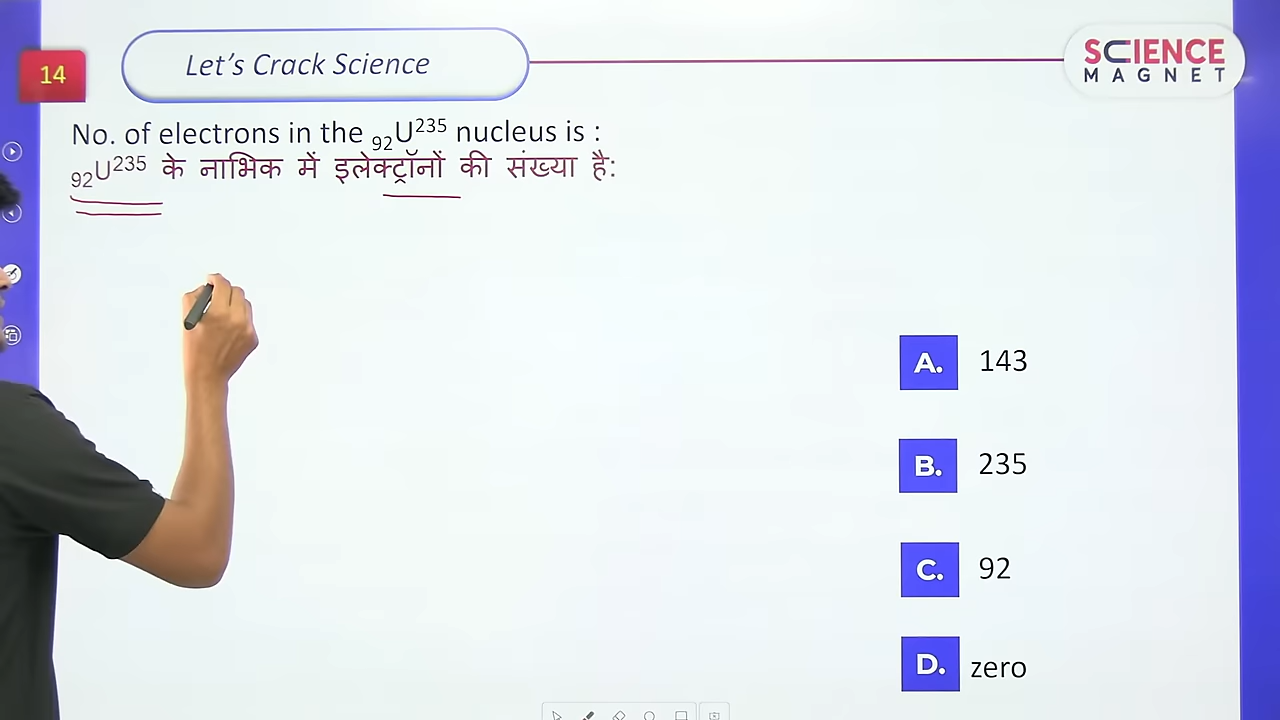 14
Let's Crack Science
SCIENCE
MAGNET
No. of electrons in the ₉₂U²³⁵ nucleus is :
₉₂U²³⁵ के नाभिक में इलेक्ट्रॉनों की संख्या है:
A. 143
B. 235
C. 92
D. zero